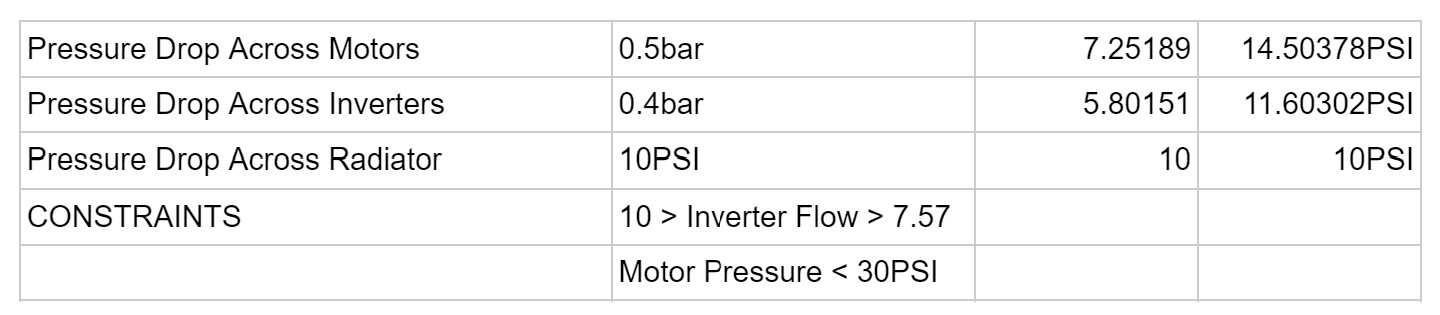 Pressure Drop Across Motors 0.5bar 7.25189 14.50378PSI
Pressure Drop Across Inverters 0.4bar 5.80151 11.60302PSI
Pressure Drop Across Radiator 10PSI 10 10PSI
CONSTRAINTS 10 > Inverter Flow > 7.57
Motor Pressure < 30PSI